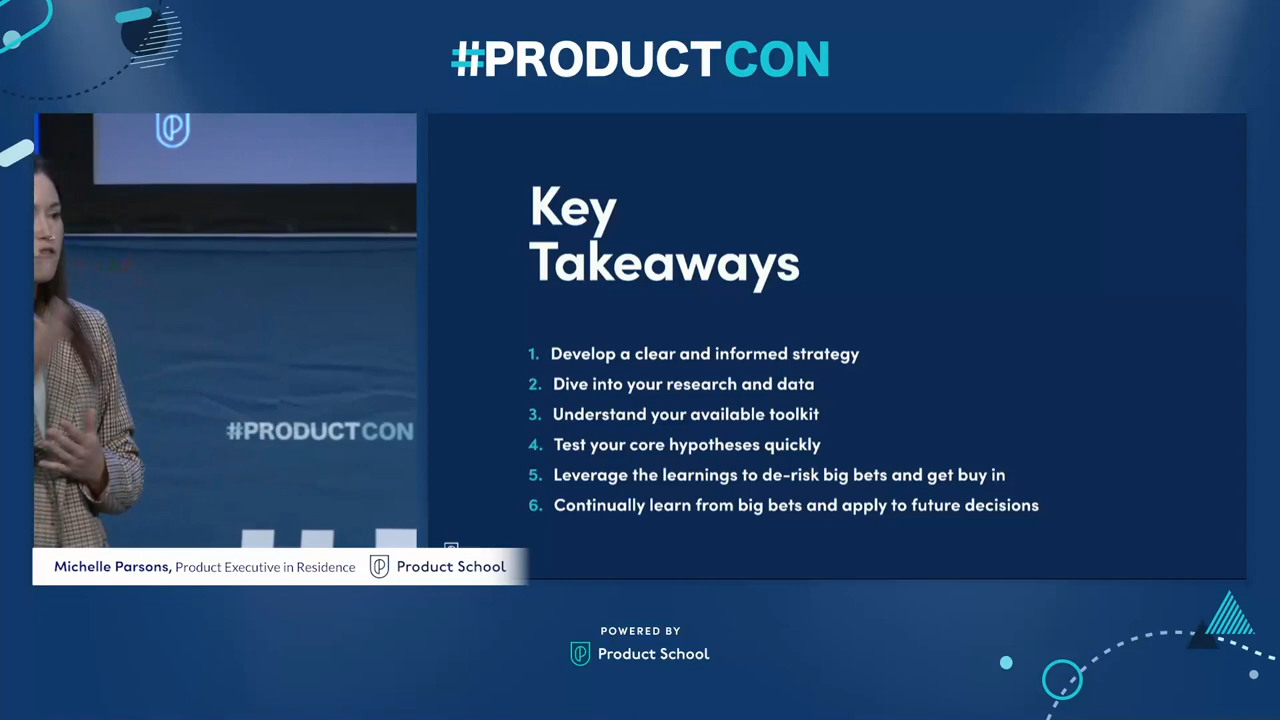 #PRODUCTCON
Key
Takeaways
1. Develop a clear and informed strategy
2. Dive into your research and data
3. Understand your available toolkit
4. Test your core hypotheses quickly
5. Leverage the learnings to de-risk big bets and get buy in
6. Continually learn from big bets and apply to future decisions
#PRODUCTCON
Michelle Parsons, Product Executive in Residence
Product School
POWERED BY
Product School